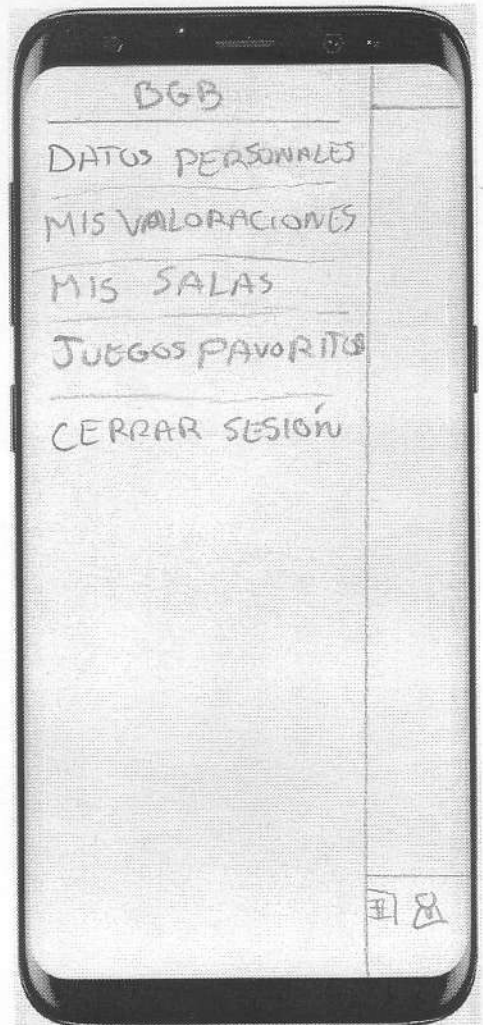 BGB
DATOS PERSONALES
MIS VALORACIONES
MIS SALAS
JUEGOS FAVORITOS
CERRAR SESIÓN